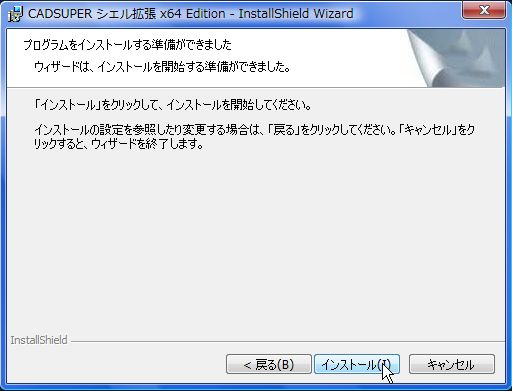 CADSUPER シエル拡張 x64 Edition - InstallShield Wizard
プログラムをインストールする準備ができました
ウィザードは、インストールを開始する準備ができました。
「インストール」をクリックして、インストールを開始してください。
インストールの設定を参照したり変更する場合は、「戻る」をクリックしてください。「キャンセル」をク
リックすると、ウィザードを終了します。
InstallShield
< 戻る(B)
インストール(I)
キャンセル